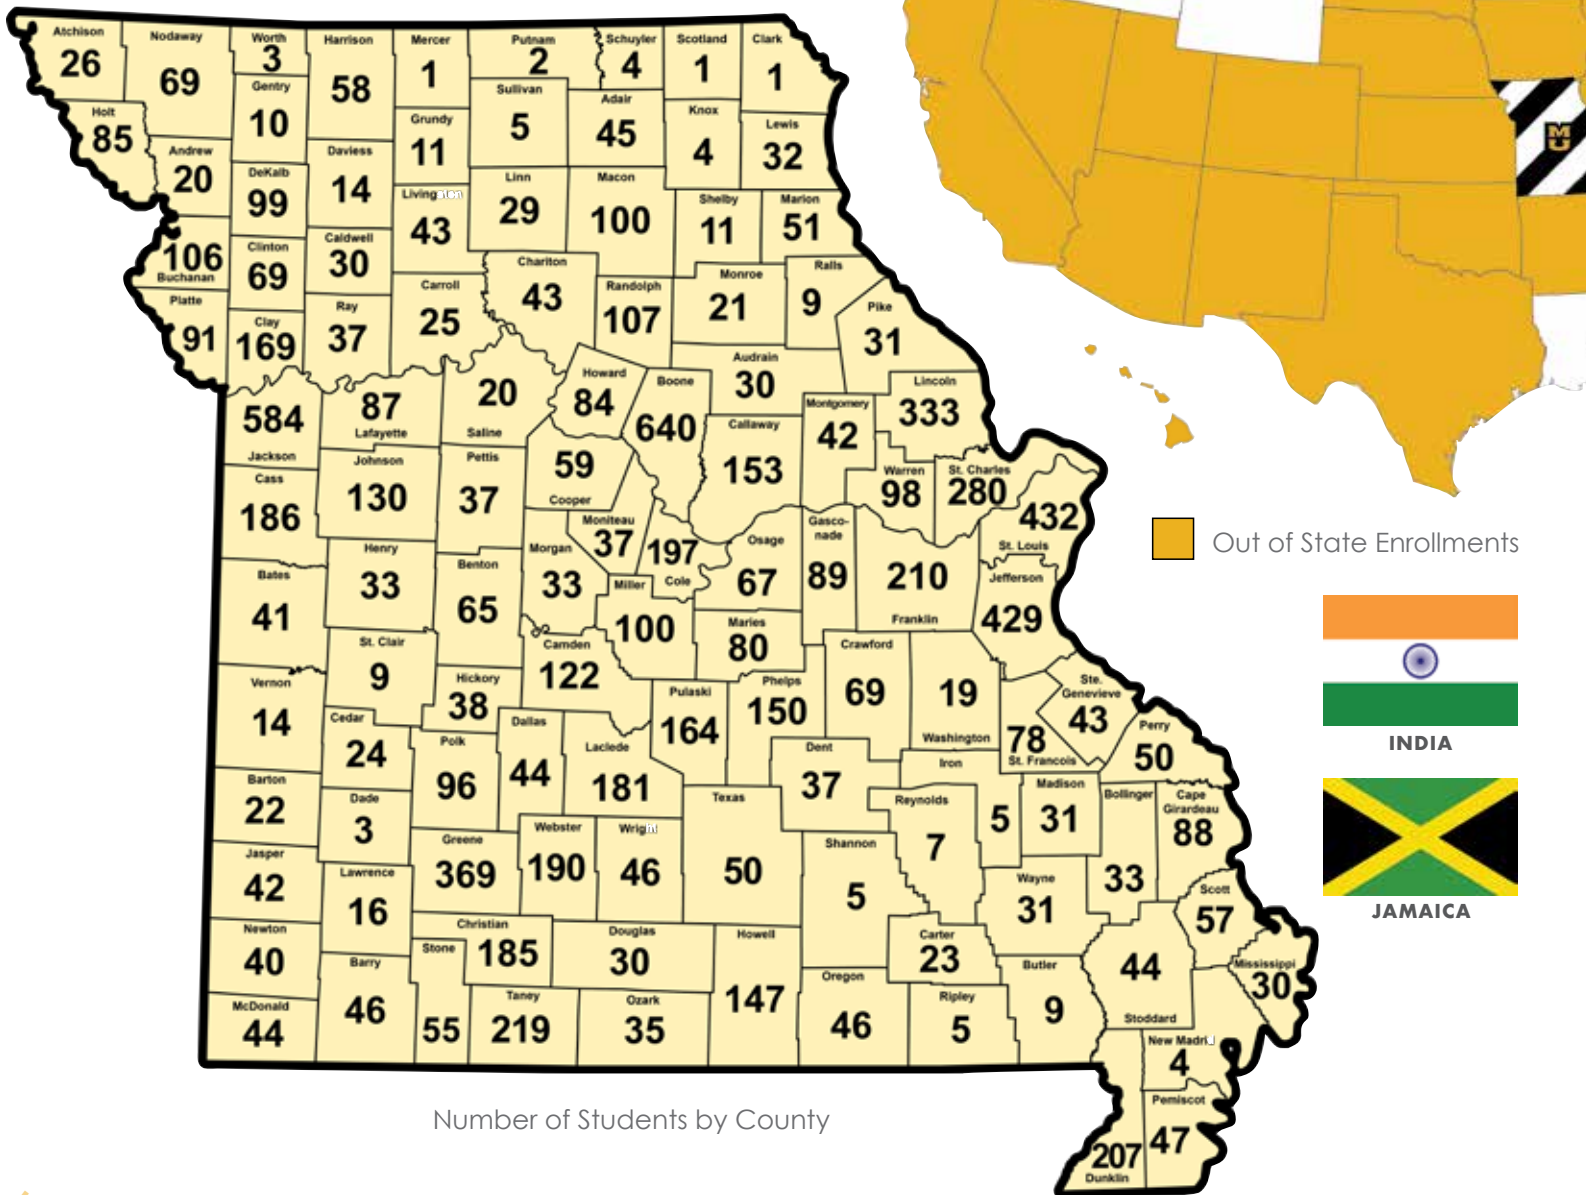 Atchison
26
Nodaway
69
Worth
3
Harrison
58
Mercer
1
Putnam
2
Schuyler
4
Scotland
1
Clark
1
Gentry
10
Sullivan
5
Adair
45
Knox
4
Lewis
32
Holt
85
Andrew
20
DeKalb
99
Daviess
14
Grundy
11
Livingston
43
Linn
29
Macon
100
Shelby
11
Marion
51
106
Buchanan
Clinton
69
Caldwell
30
Platte
91
Clay
169
Ray
37
Carroll
25
Chariton
43
Randolph
107
Monroe
21
Ralls
9
Pike
31
Audrain
30
584
Jackson
87
Lafayette
20
Saline
Howard
84
Boone
640
Callaway
153
Montgomery
42
Lincoln
333
Warren
98
St. Charles
280
432
St. Louis
Cass
186
Johnson
130
Pettis
37
59
Cooper
Moniteau
37
197
Cole
Osage
67
Gasco-
nade
89
210
Franklin
Jefferson
429
Bates
41
Henry
33
Benton
65
Morgan
33
Miller
100
Maries
80
Camden
122
St. Clair
9
Hickory
38
Vernon
14
Cedar
24
Polk
96
Dallas
44
Laclede
181
Pulaski
164
Phelps
150
Crawford
69
19
Washington
78
St. Francois
Ste.
Genevieve
43
Perry
50
Barton
22
Dade
3
Dent
37
Iron
5
Madison
31
Bollinger
33
Cape
Girardeau
88
Jasper
42
Lawrence
16
Greene
369
Webster
190
Wright
46
Texas
50
Shannon
5
Reynolds
7
Wayne
31
Scott
57
Newton
40
Barry
46
Stone
55
Christian
185
Douglas
30
Howell
147
Oregon
46
Carter
23
Ripley
5
Butler
9
44
Stoddard
Mississippi
30
McDonald
44
Taney
219
Ozark
35
New Madrid
4
Pemiscot
47
207
Dunklin
Number of Students by County
MU
Out of State Enrollments
INDIA
JAMAICA